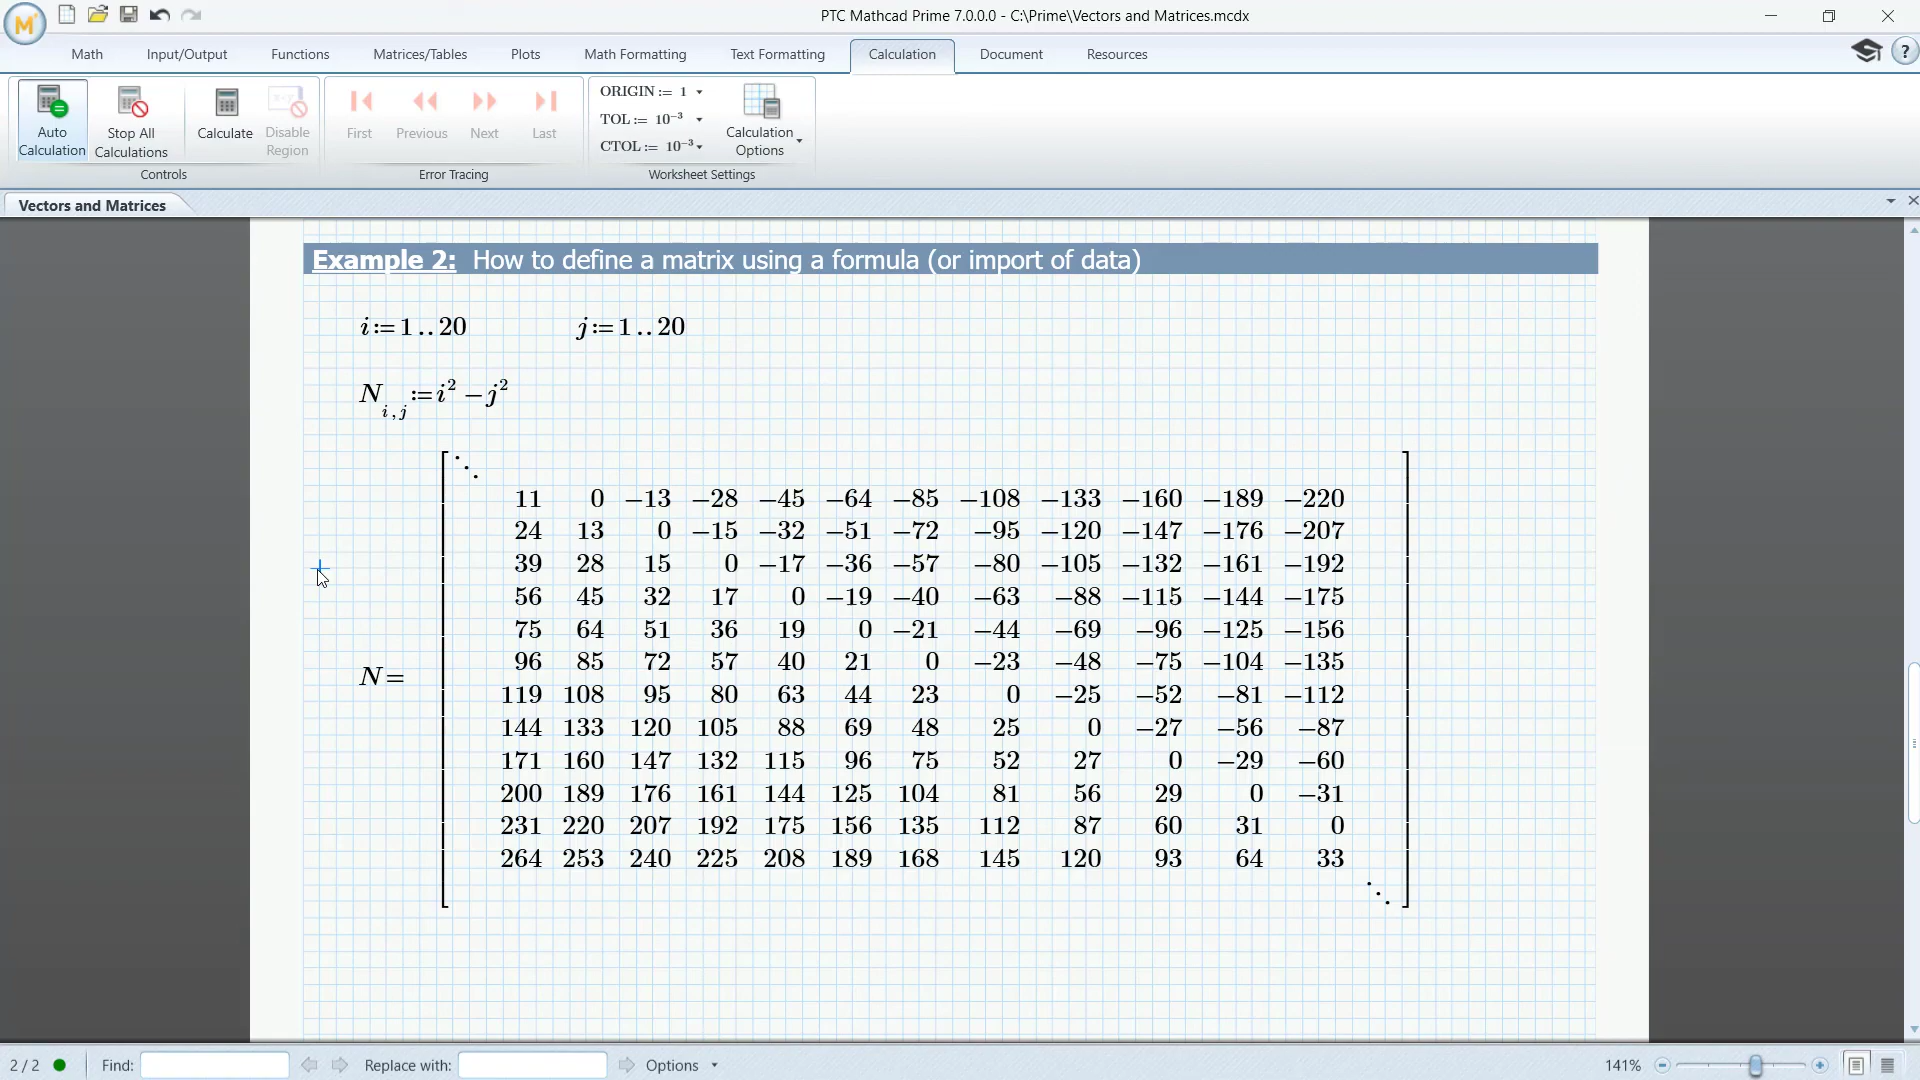 PTC Mathcad Prime 7.0.0.0 - C:\Prime\Vectors and Matrices.mcdx
Math Input/Output Functions Matrices/Tables Plots Math Formatting Text Formatting Calculation Document Resources
Auto Calculation
Stop All Calculations
Calculate
Disable Region
Controls
First Previous Next Last
Error Tracing
ORIGIN := 1
TOL := 10⁻³
CTOL := 10⁻³
Calculation Options
Worksheet Settings
Vectors and Matrices
Example 2: How to define a matrix using a formula (or import of data)
i := 1 .. 20 j := 1 .. 20
N i , j := i² − j²
N =
11 0 −13 −28 −45 −64 −85 −108 −133 −160 −189 −220
24 13 0 −15 −32 −51 −72 −95 −120 −147 −176 −207
39 28 15 0 −17 −36 −57 −80 −105 −132 −161 −192
56 45 32 17 0 −19 −40 −63 −88 −115 −144 −175
75 64 51 36 19 0 −21 −44 −69 −96 −125 −156
96 85 72 57 40 21 0 −23 −48 −75 −104 −135
119 108 95 80 63 44 23 0 −25 −52 −81 −112
144 133 120 105 88 69 48 25 0 −27 −56 −87
171 160 147 132 115 96 75 52 27 0 −29 −60
200 189 176 161 144 125 104 81 56 29 0 −31
231 220 207 192 175 156 135 112 87 60 31 0
264 253 240 225 208 189 168 145 120 93 64 33
2 / 2 Find: Replace with: Options 141%